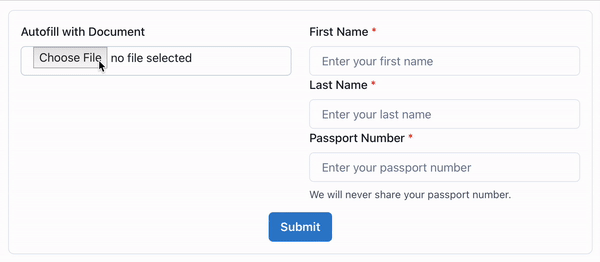 Autofill with Document
Choose File no file selected
First Name *
Enter your first name
Last Name *
Enter your last name
Passport Number *
Enter your passport number
We will never share your passport number.
Submit